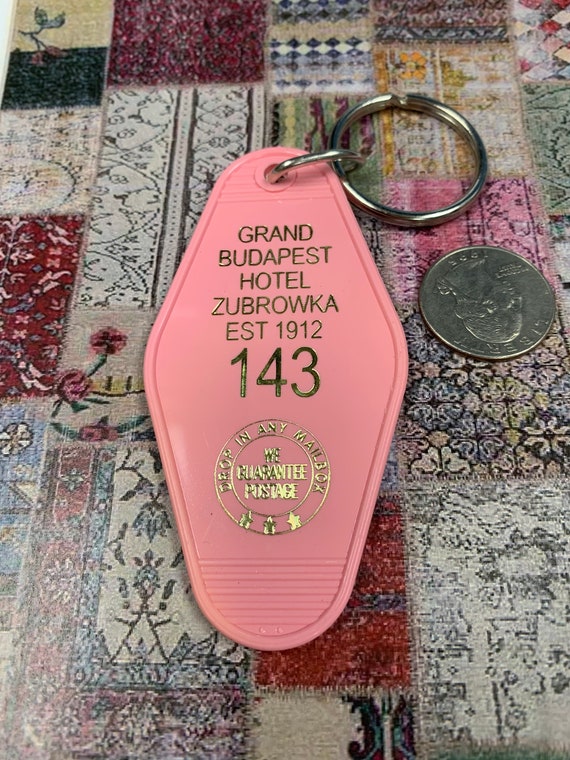 GRAND
BUDAPEST
HOTEL
ZUBROWKA
EST 1912
143
DROP IN ANY MAILBOX
WE
GUARANTEE
POSTAGE